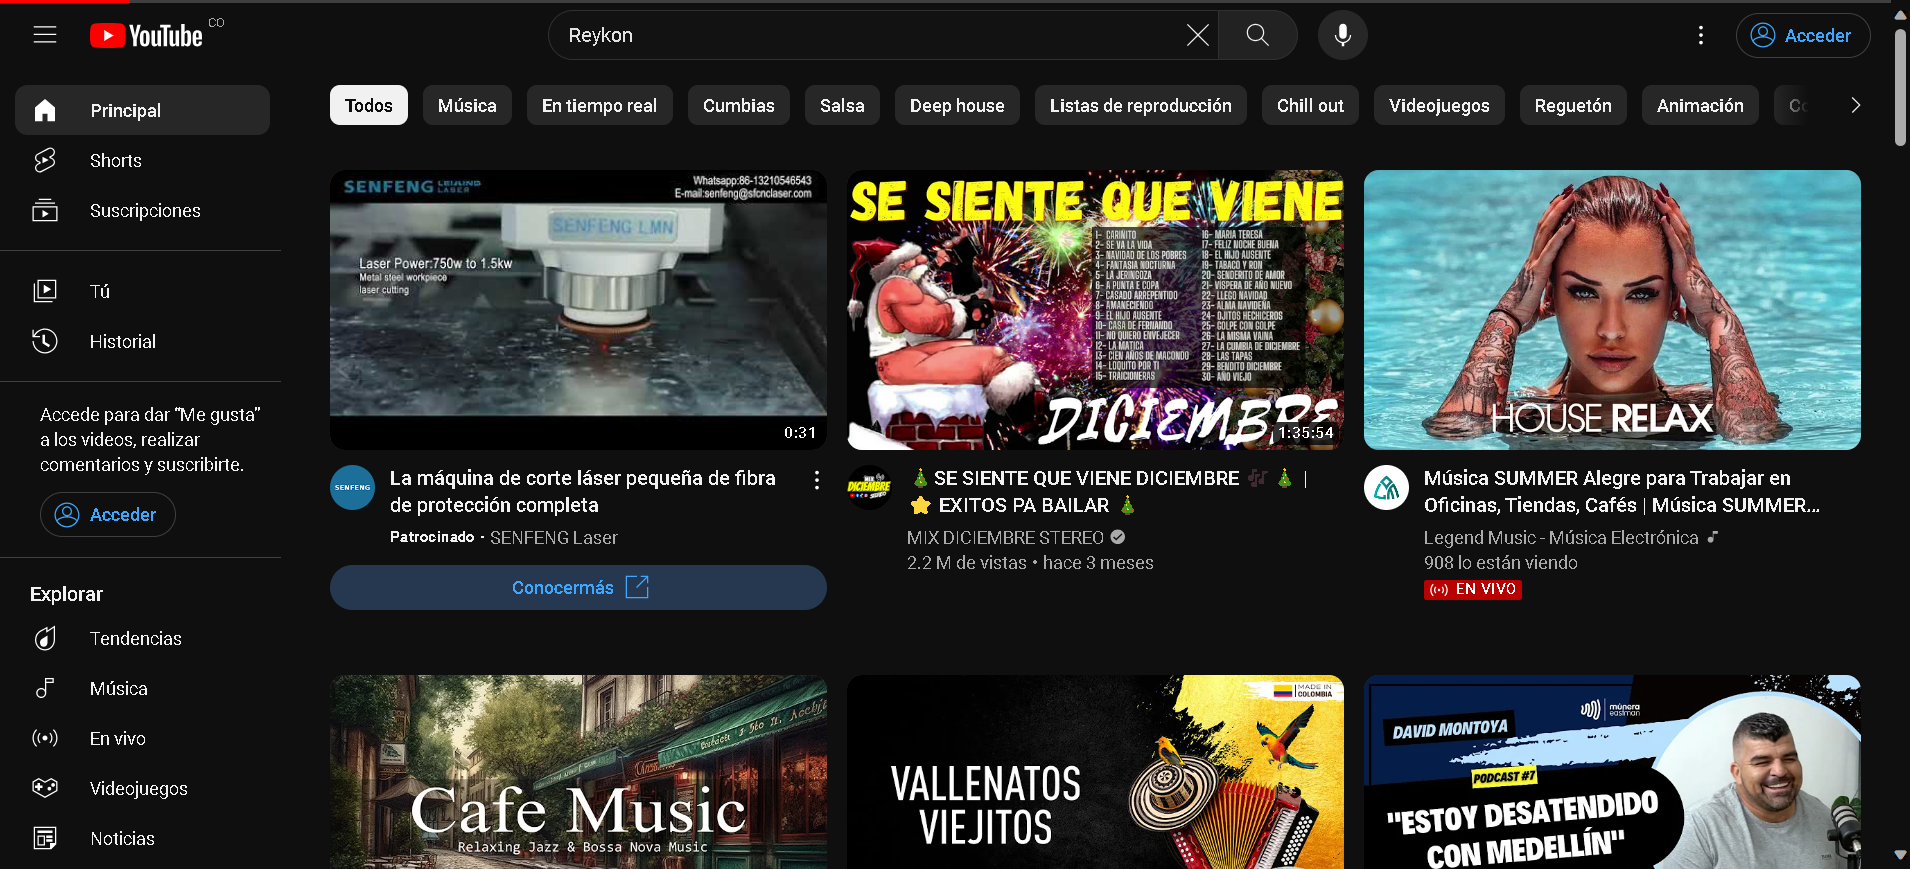 YouTube CO
Reykon
Acceder
Principal
Shorts
Suscripciones
Tú
Historial
Accede para dar “Me gusta”
a los videos, realizar
comentarios y suscribirte.
Acceder
Explorar
Tendencias
Música
En vivo
Videojuegos
Noticias
Todos
Música
En tiempo real
Cumbias
Salsa
Deep house
Listas de reproducción
Chill out
Videojuegos
Reguetón
Animación
Co
SENFENG LEIMING LASER
Whatsapp:86-13210546543
E-mail:senfeng@sfcnclaser.com
SENFENG LMN
Laser Power:750w to 1.5kw
Metal steel workpiece
laser cutting
0:31
SENFENG
La máquina de corte láser pequeña de fibra
de protección completa
Patrocinado · SENFENG Laser
Conocermás
SE SIENTE QUE VIENE
1- CARIÑITO
2- SE VA LA VIDA
3- NAVIDAD DE LOS POBRES
4- FANTASIA NOCTURNA
5- LA JERINGOZA
6- A PUNTA E COPA
7- CASADO ARREPENTIDO
8- AMANECIENDO
9- EL HIJO AUSENTE
10- CASA DE FERNANDO
11- NO QUIERO ENVEJECER
12- LA MATICA
13- CIEN AÑOS DE MACONDO
14- LOQUITO POR TI
15- TRAICIONERAS
16- MARIA TERESA
17- FELIZ NOCHE BUENA
18- EL HIJO AUSENTE
19- TABACO Y RON
20- SENDERITO DE AMOR
21- VISPERA DE AÑO NUEVO
22- LLEGO NAVIDAD
23- ALMA NAVIDEÑA
24- OJITOS HECHICEROS
25- GOLPE CON GOLPE
26- LA MISMA VAINA
27- LA CUMBIA DE DICIEMBRE
28- LAS TAPAS
29- BENDITO DICIEMBRE
30- AÑO VIEJO
DICIEMBRE
1:35:54
MIX DICIEMBRE STEREO
🎄 SE SIENTE QUE VIENE DICIEMBRE 🎶 🎄 |
⭐ EXITOS PA BAILAR 🎄
MIX DICIEMBRE STEREO
2.2 M de vistas • hace 3 meses
HOUSE RELAX
Música SUMMER Alegre para Trabajar en
Oficinas, Tiendas, Cafés | Música SUMMER...
Legend Music - Música Electrónica
908 lo están viendo
EN VIVO
Cafe Music
Relaxing Jazz & Bossa Nova Music
MADE IN
COLOMBIA
VALLENATOS
VIEJITOS
múnera
eastman
DAVID MONTOYA
PODCAST #7
"ESTOY DESATENDIDO
CON MEDELLÍN"